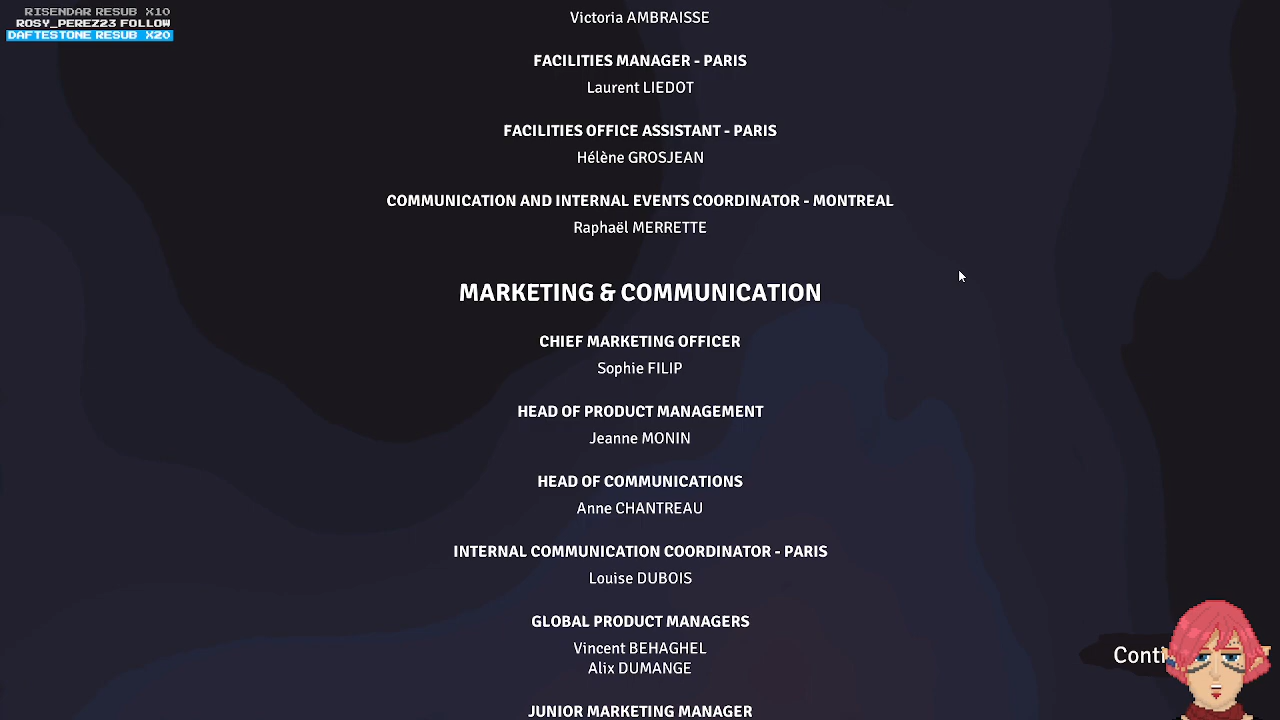 RISENDAR RESUB X10
ROSY_PEREZ23 FOLLOW
DAFTESTONE RESUB X20
Victoria AMBRAISSE
FACILITIES MANAGER - PARIS
Laurent LIEDOT
FACILITIES OFFICE ASSISTANT - PARIS
Hélène GROSJEAN
COMMUNICATION AND INTERNAL EVENTS COORDINATOR - MONTREAL
Raphaël MERRETTE
MARKETING & COMMUNICATION
CHIEF MARKETING OFFICER
Sophie FILIP
HEAD OF PRODUCT MANAGEMENT
Jeanne MONIN
HEAD OF COMMUNICATIONS
Anne CHANTREAU
INTERNAL COMMUNICATION COORDINATOR - PARIS
Louise DUBOIS
GLOBAL PRODUCT MANAGERS
Vincent BEHAGHEL
Alix DUMANGE
JUNIOR MARKETING MANAGER